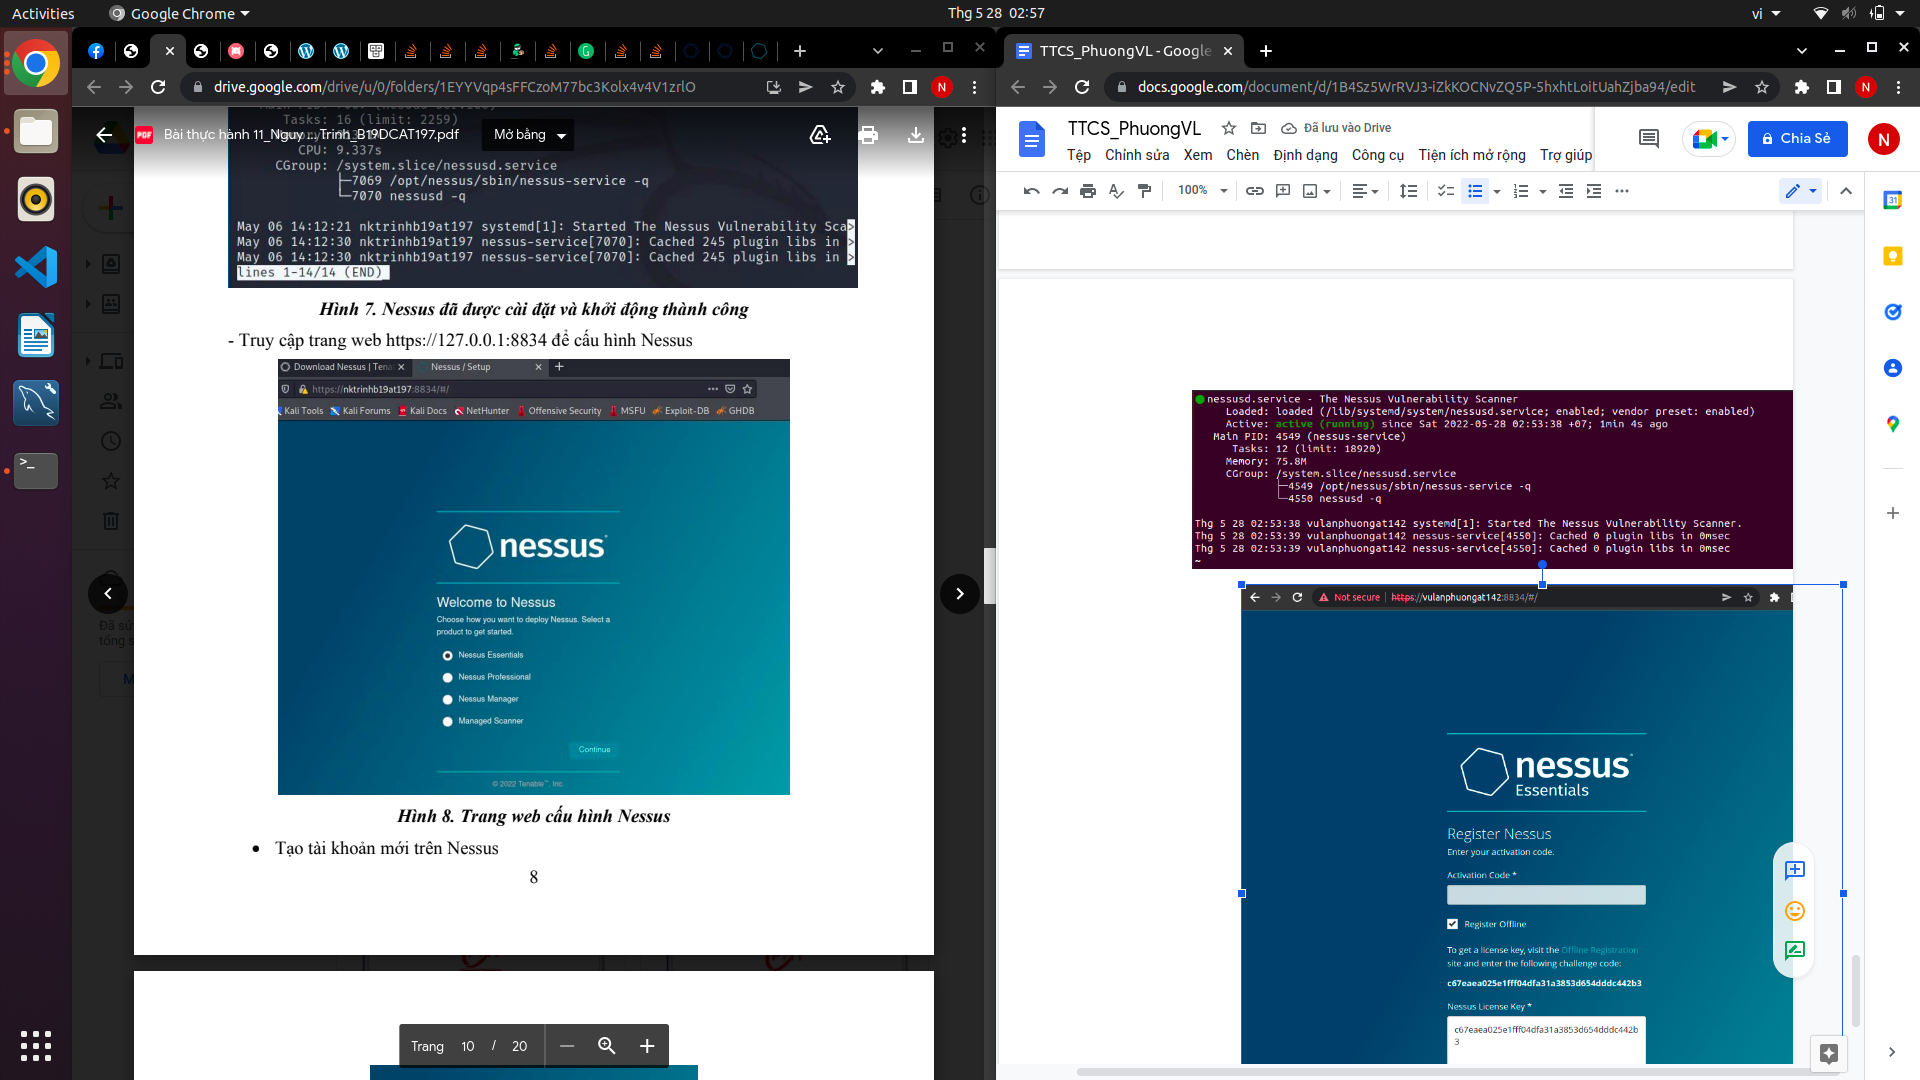 Activities
Google Chrome
Thg 5 28 02:57
vi
drive.google.com/drive/u/0/folders/1EYYVqp4sFFCzoM77bc3Kolx4v4V1zrlO
N
PDF
Bài thực hành 11_Nguy ... Trinh_B19DCAT197.pdf
Mở bằng
Tasks: 16 (limit: 2259)
CPU: 9.337s
CGroup: /system.slice/nessusd.service
├─7069 /opt/nessus/sbin/nessus-service -q
└─7070 nessusd -q
May 06 14:12:21 nktrinhb19at197 systemd[1]: Started The Nessus Vulnerability Sca>
May 06 14:12:30 nktrinhb19at197 nessus-service[7070]: Cached 245 plugin libs in >
May 06 14:12:30 nktrinhb19at197 nessus-service[7070]: Cached 245 plugin libs in >
lines 1-14/14 (END)
Hình 7. Nessus đã được cài đặt và khởi động thành công
- Truy cập trang web https://127.0.0.1:8834 để cấu hình Nessus
Download Nessus | Tena
Nessus / Setup
https://nktrinhb19at197:8834/#/
Kali Tools
Kali Forums
Kali Docs
NetHunter
Offensive Security
MSFU
Exploit-DB
GHDB
nessus
Welcome to Nessus
Choose how you want to deploy Nessus. Select a
product to get started.
Nessus Essentials
Nessus Professional
Nessus Manager
Managed Scanner
Continue
© 2022 Tenable™, Inc.
Hình 8. Trang web cấu hình Nessus
• Tạo tài khoản mới trên Nessus
8
Trang 10 / 20
TTCS_PhuongVL - Google
docs.google.com/document/d/1B4Sz5WrRVJ3-iZkKOCNvZQ5P-5hxhtLoitUahZjba94/edit
N
TTCS_PhuongVL
Đã lưu vào Drive
Tệp
Chỉnh sửa
Xem
Chèn
Định dạng
Công cụ
Tiện ích mở rộng
Trợ giúp
Chia Sẻ
N
100%
31
nessusd.service - The Nessus Vulnerability Scanner
Loaded: loaded (/lib/systemd/system/nessusd.service; enabled; vendor preset: enabled)
Active: active (running) since Sat 2022-05-28 02:53:38 +07; 1min 4s ago
Main PID: 4549 (nessus-service)
Tasks: 12 (limit: 18920)
Memory: 75.8M
CGroup: /system.slice/nessusd.service
├─4549 /opt/nessus/sbin/nessus-service -q
└─4550 nessusd -q
Thg 5 28 02:53:38 vulanphuongat142 systemd[1]: Started The Nessus Vulnerability Scanner.
Thg 5 28 02:53:39 vulanphuongat142 nessus-service[4550]: Cached 0 plugin libs in 0msec
Thg 5 28 02:53:39 vulanphuongat142 nessus-service[4550]: Cached 0 plugin libs in 0msec
~
Not secure
https://vulanphuongat142:8834/#/
nessus
Essentials
Register Nessus
Enter your activation code.
Activation Code *
Register Offline
To get a license key, visit the Offline Registration
site and enter the following challenge code:
c67eaea025e1fff04dfa31a3853d654dddc442b3
Nessus License Key *
c67eaea025e1fff04dfa31a3853d654dddc442b
3